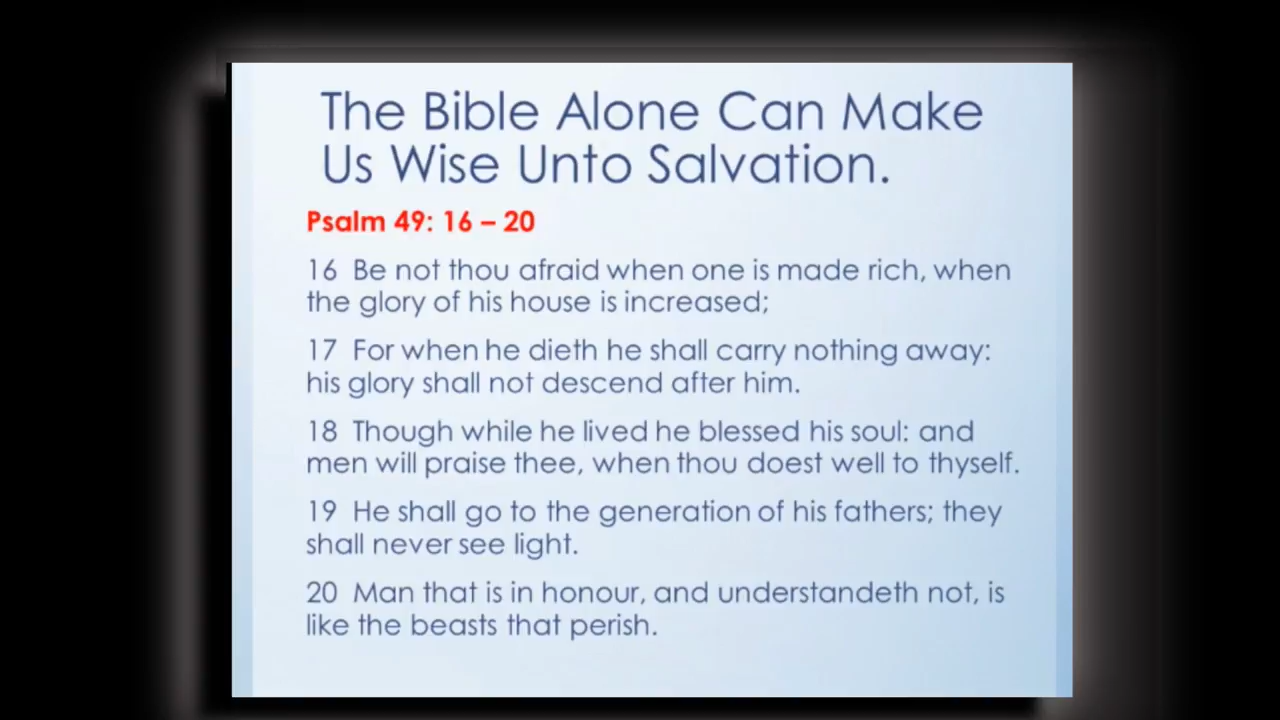 The Bible Alone Can Make
Us Wise Unto Salvation.
Psalm 49: 16 – 20
16 Be not thou afraid when one is made rich, when
the glory of his house is increased;
17 For when he dieth he shall carry nothing away:
his glory shall not descend after him.
18 Though while he lived he blessed his soul: and
men will praise thee, when thou doest well to thyself.
19 He shall go to the generation of his fathers; they
shall never see light.
20 Man that is in honour, and understandeth not, is
like the beasts that perish.